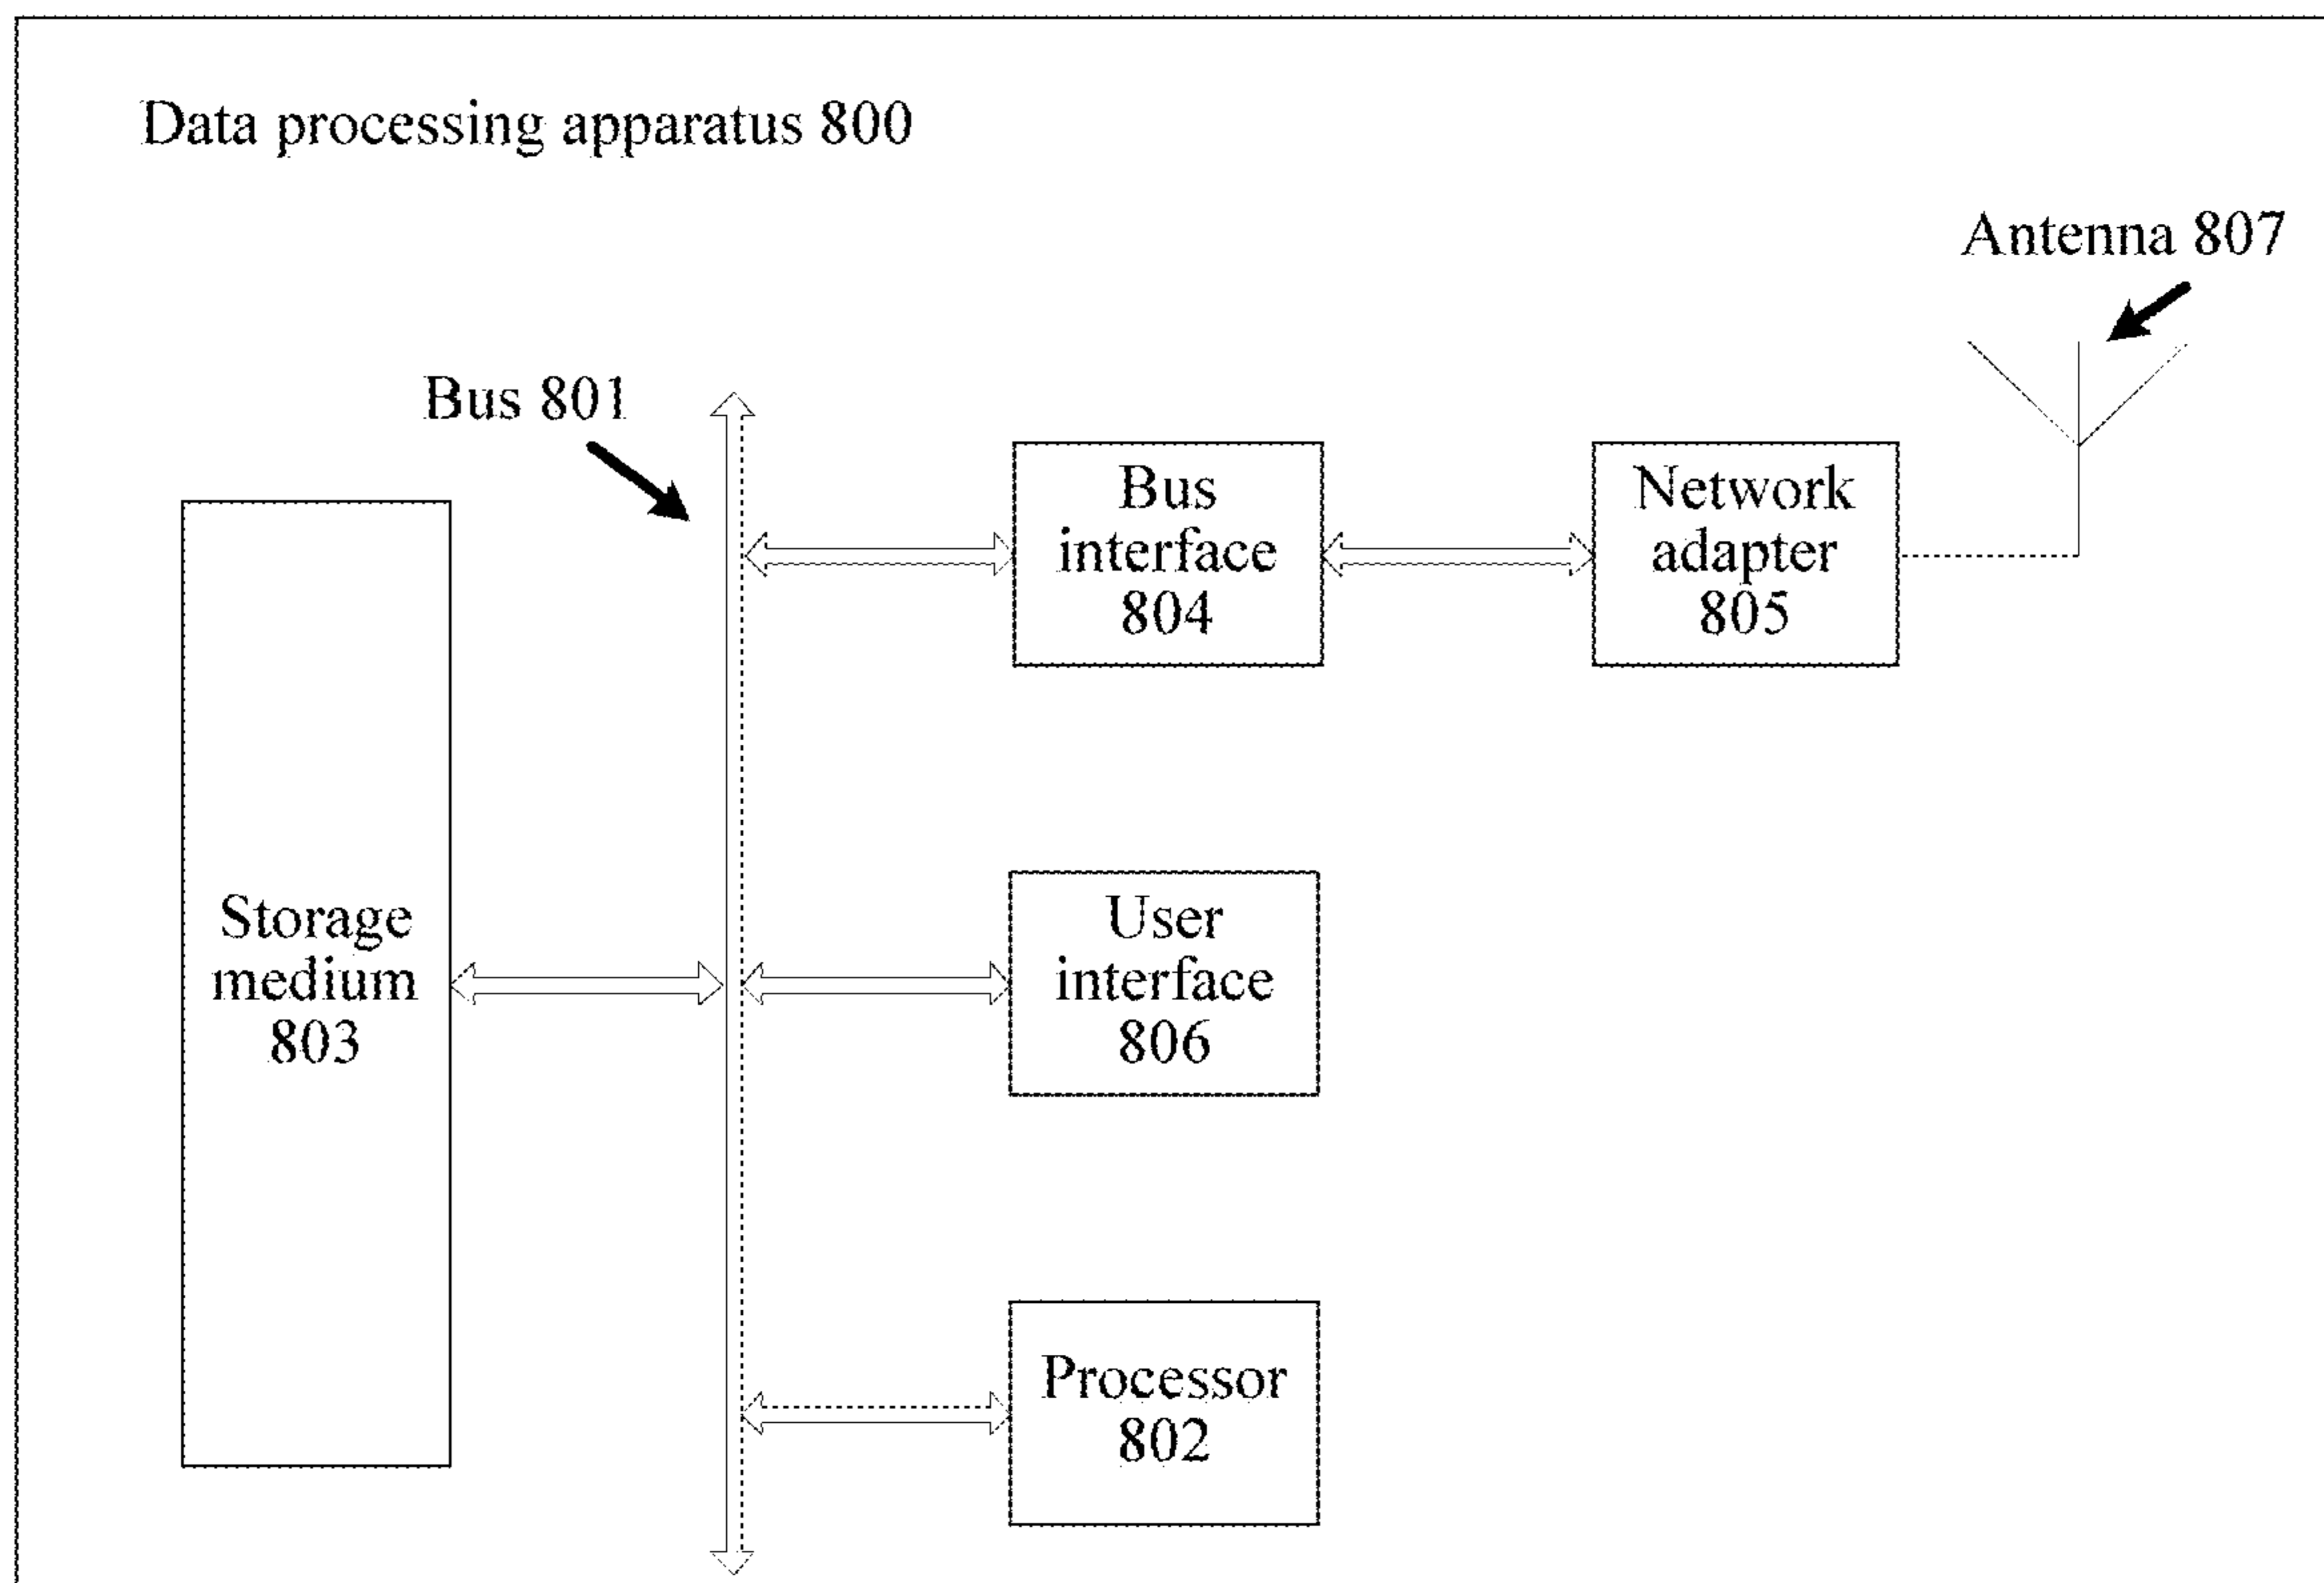 Data processing apparatus 800
Antenna 807
Bus 801
Bus
interface
804
Network
adapter
805
Storage
medium
803
User
interface
806
Processor
802